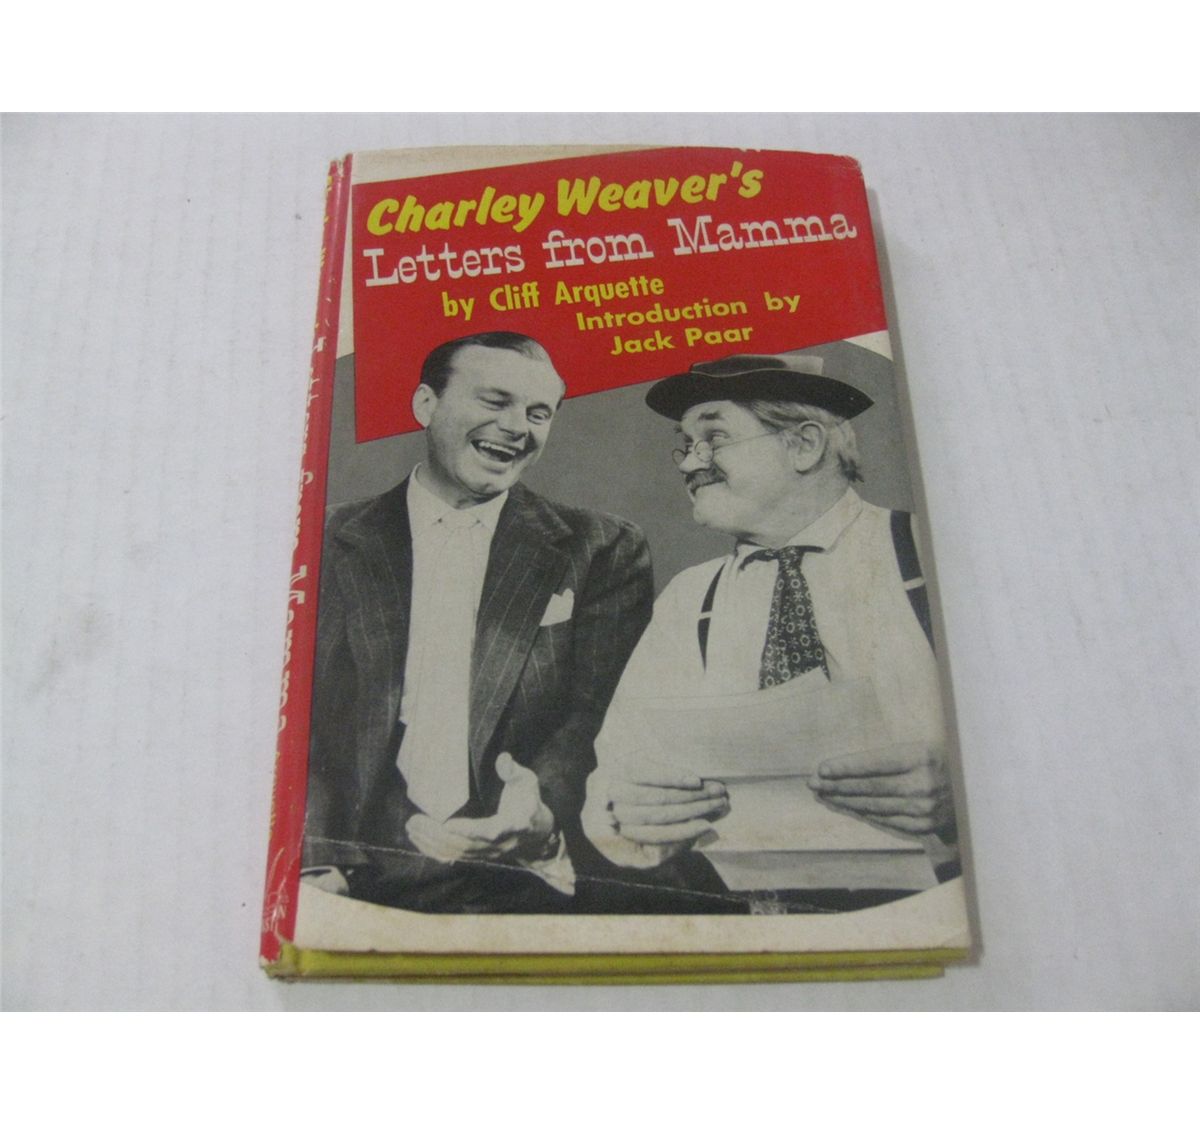 Charley Weaver's
Letters from Mamma
by Cliff Arquette
Introduction by
Jack Paar